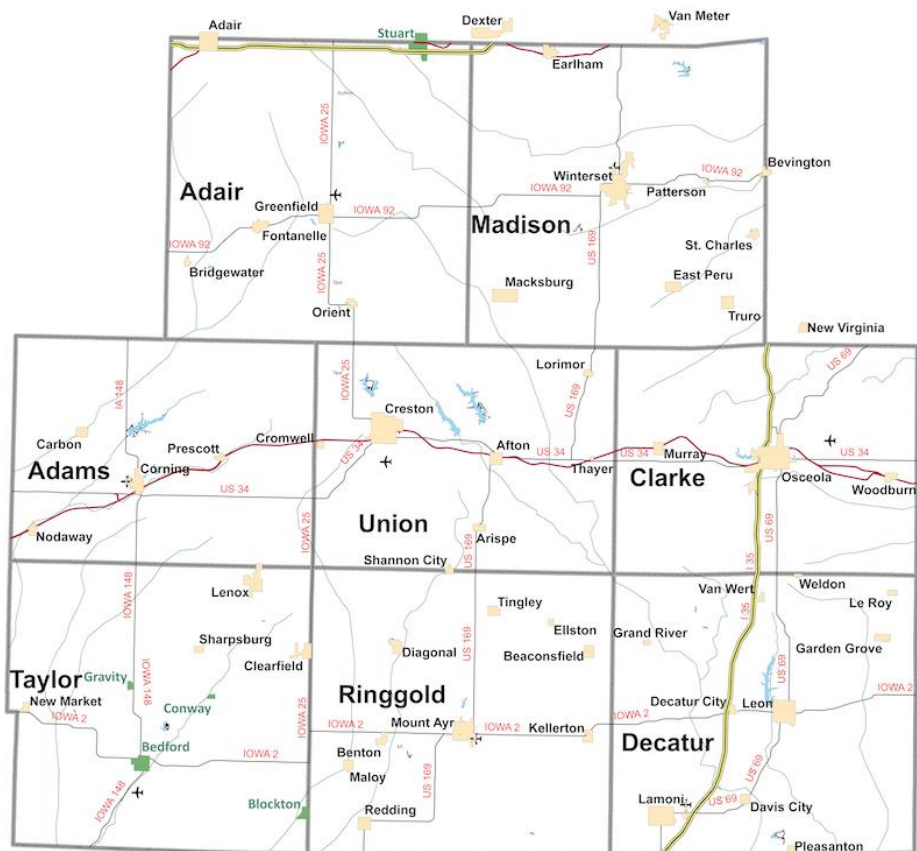 Adair
Stuart
Dexter
Van Meter
Earlham
IOWA 25
Adair
Greenfield
Fontanelle
IOWA 92
IOWA 92
Bridgewater
IOWA 25
Orient
Winterset
IOWA 92
Patterson
Bevington
Madison
US 169
St. Charles
Macksburg
East Peru
Truro
New Virginia
IA 148
Carbon
Prescott
Cromwell
Adams
Corning
US 34
Nodaway
IOWA 25
IOWA 25
Creston
US 34
Lorimor
US 169
Afton
US 34
Thayer
Union
Arispe
US 169
Shannon City
US 69
US 34
Murray
Clarke
US 34
Osceola
Woodburn
US 69
I 35
IOWA 148
Lenox
Sharpsburg
Clearfield
Taylor
Gravity
IOWA 148
New Market
Conway
IOWA 2
Bedford
IOWA 2
IOWA 25
IOWA 148
Blockton
Tingley
Ellston
Diagonal
Beaconsfield
US 169
Ringgold
IOWA 2
Mount Ayr
IOWA 2
Kellerton
Benton
Maloy
US 169
Redding
Van Wert
Weldon
Le Roy
I 35
Grand River
Garden Grove
US 69
Decatur City
Leon
IOWA 2
IOWA 2
Decatur
US 69
Lamoni
US 69
Davis City
Pleasanton